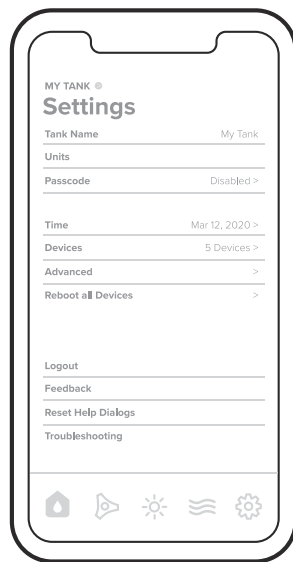 MY TANK
Settings
Tank Name My Tank
Units
Passcode Disabled >
Time Mar 12, 2020 >
Devices 5 Devices >
Advanced >
Reboot all Devices >
Logout
Feedback
Reset Help Dialogs
Troubleshooting